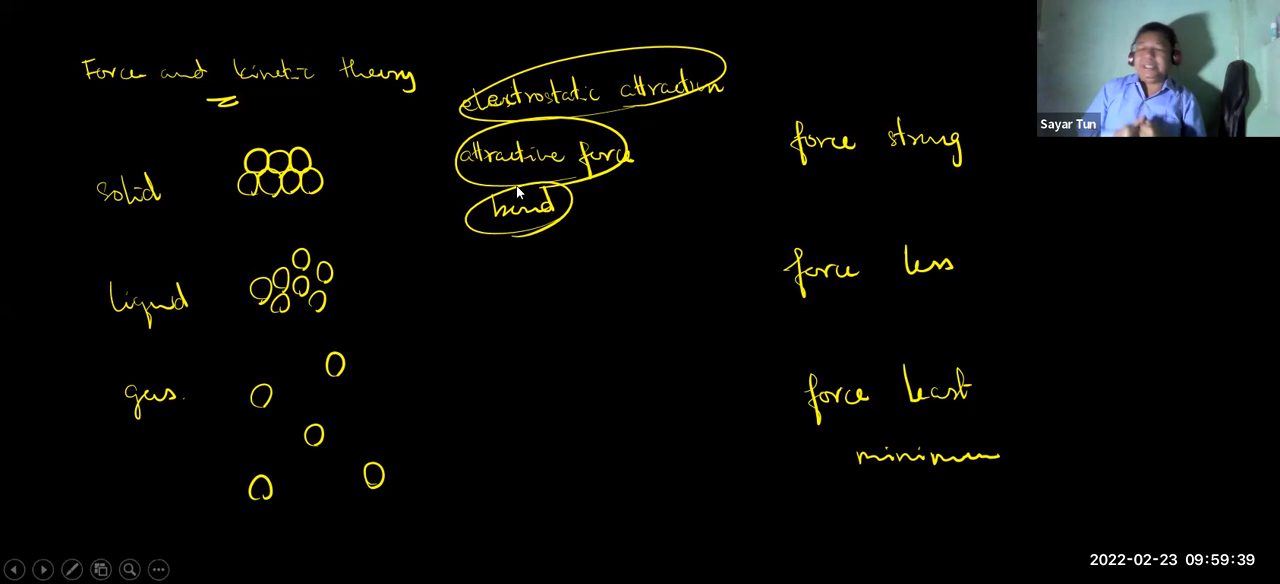 Force and kinetic theory
electrostatic attraction
attractive force
bond
solid
liquid
gas.
force strong
force less
force least
minimum
Sayar Tun
2022-02-23 09:59:39